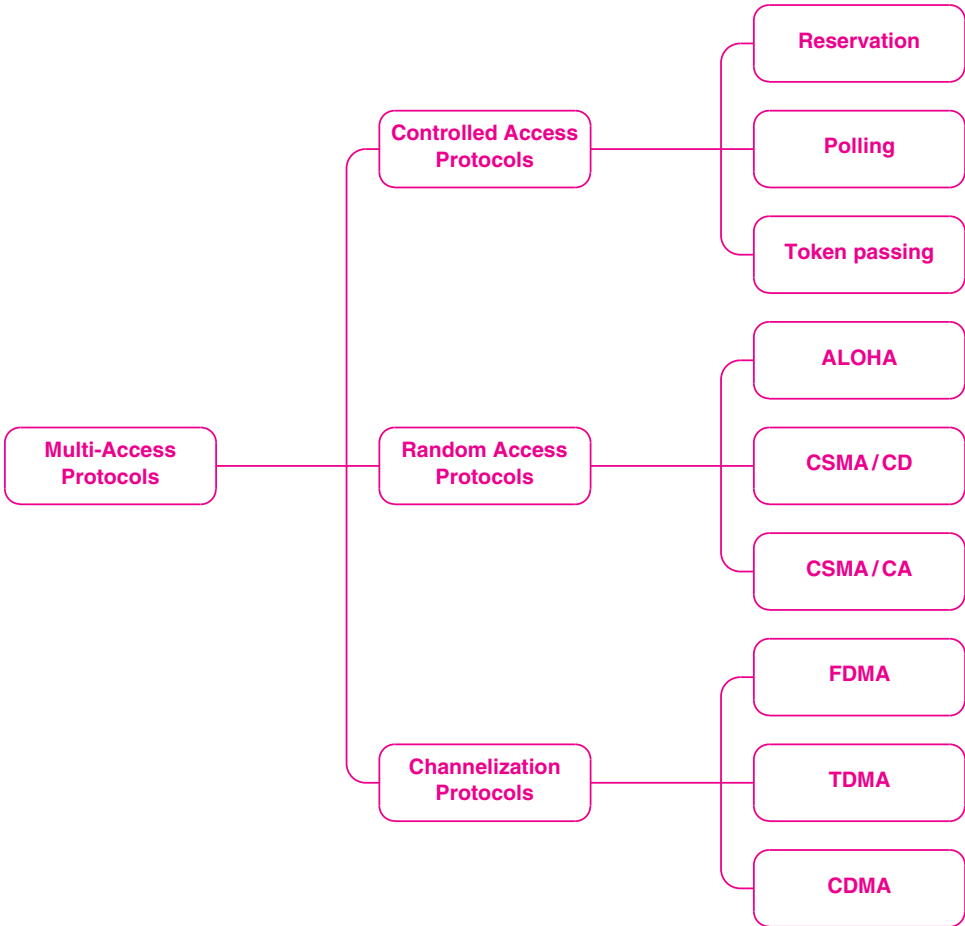 Reservation
Controlled Access
Protocols
Polling
Token passing
ALOHA
Multi-Access
Protocols
Random Access
Protocols
CSMA/CD
CSMA/CA
FDMA
Channelization
Protocols
TDMA
CDMA